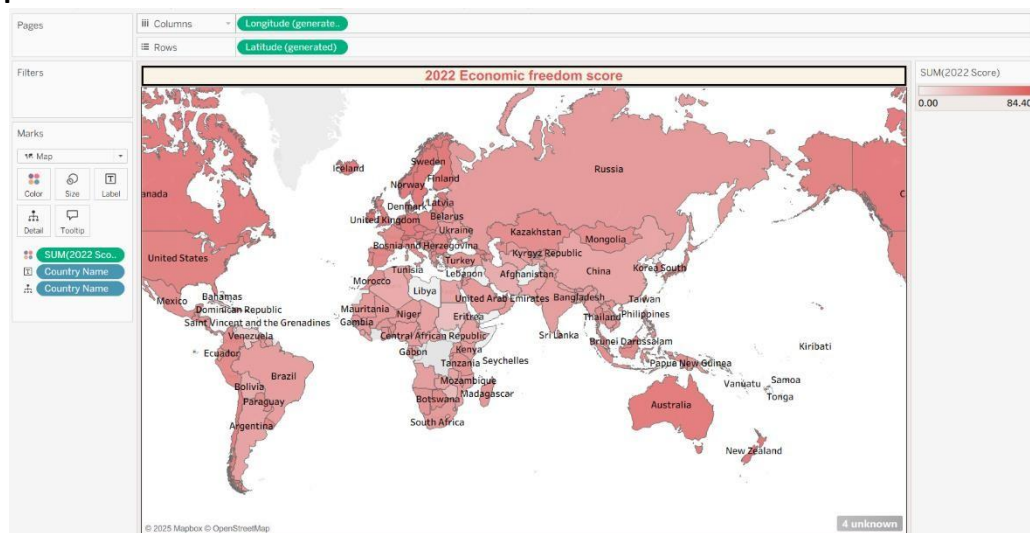 Pages
Columns
Longitude (generate..
Rows
Latitude (generated)
Filters
2022 Economic freedom score
SUM(2022 Score)
0.00
84.40
Marks
Map
Color
Size
Label
Detail
Tooltip
SUM(2022 Sco..
Country Name
Country Name
Iceland
Sweden
Finland
Norway
Russia
anada
Denmark
Latvia
United Kingdom
Belarus
Ukraine
Kazakhstan
Mongolia
United States
Bosnia and Herzegovina
Kyrgyz Republic
Turkey
China
Korea South
Tunisia
Lebanon
Afghanistan
Morocco
Libya
Mexico
Bahamas
United Arab Emirates
Bangladesh
Taiwan
Dominican Republic
Mauritania
Niger
Eritrea
Thailand
Philippines
Saint Vincent and the Grenadines
Gambia
Venezuela
Central African Republic
Sri Lanka
Brunei Darussalam
Kiribati
Ecuador
Gabon
Kenya
Tanzania
Seychelles
Papua New Guinea
Brazil
Bolivia
Mozambique
Vanuatu
Samoa
Paraguay
Botswana
Madagascar
Tonga
Australia
Argentina
South Africa
New Zealand
C
© 2025 Mapbox © OpenStreetMap
4 unknown